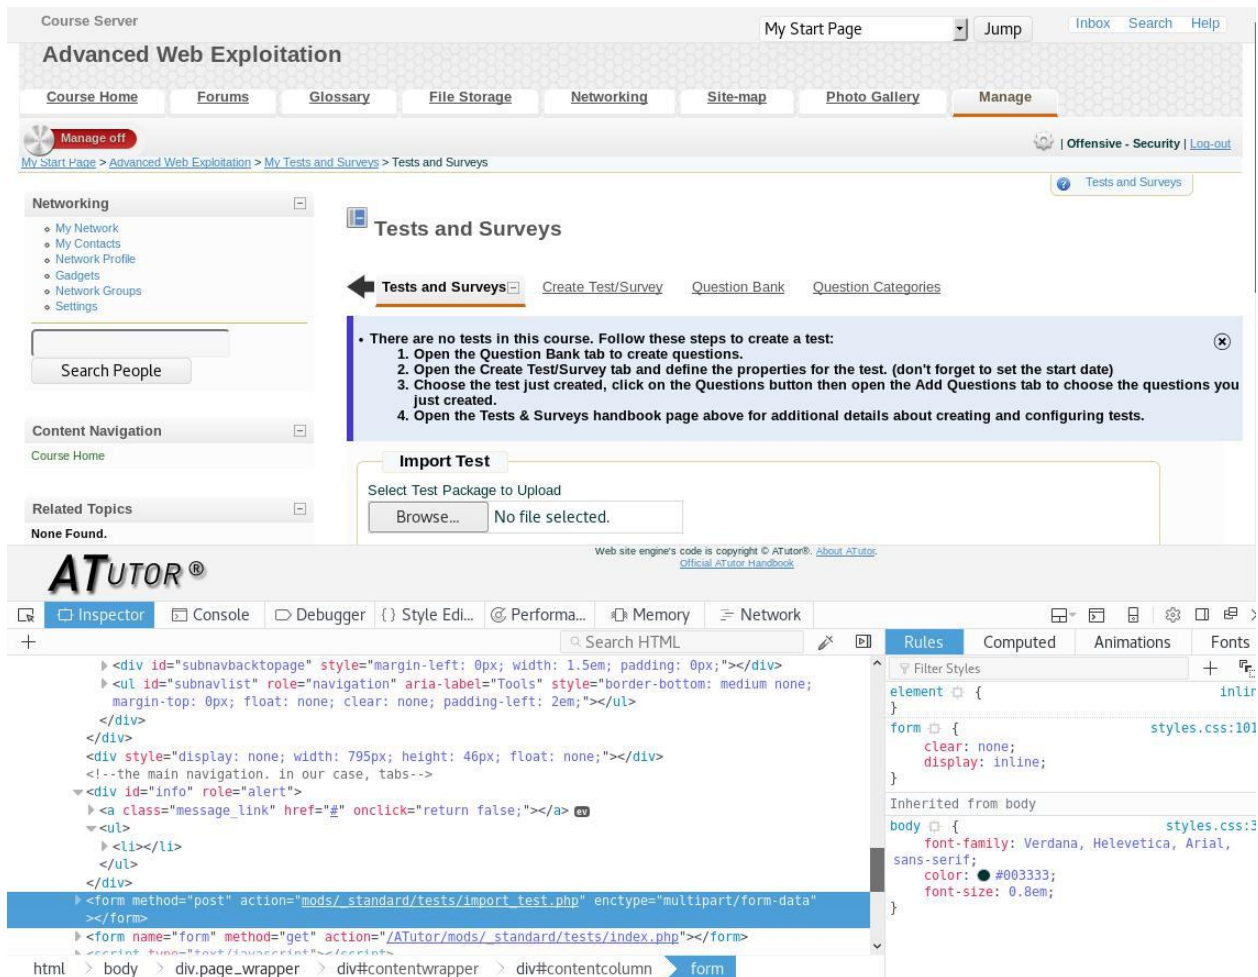 Course Server
My Start Page Jump Inbox Search Help
Advanced Web Exploitation
Course Home Forums Glossary File Storage Networking Site-map Photo Gallery Manage
Manage off
| Offensive - Security | Log-out
My Start Page > Advanced Web Exploitation > My Tests and Surveys > Tests and Surveys
Tests and Surveys
Networking
My Network
My Contacts
Network Profile
Gadgets
Network Groups
Settings
Search People
Content Navigation
Course Home
Related Topics
None Found.
Tests and Surveys
Tests and Surveys Create Test/Survey Question Bank Question Categories
• There are no tests in this course. Follow these steps to create a test:
1. Open the Question Bank tab to create questions.
2. Open the Create Test/Survey tab and define the properties for the test. (don't forget to set the start date)
3. Choose the test just created, click on the Questions button then open the Add Questions tab to choose the questions you
just created.
4. Open the Tests & Surveys handbook page above for additional details about creating and configuring tests.
Import Test
Select Test Package to Upload
Browse... No file selected.
ATUTOR ®
Web site engine's code is copyright © ATutor®. About ATutor.
Official ATutor Handbook
Inspector Console Debugger {} Style Edi... Performa... Memory Network
+ Search HTML
<div id="subnavbacktopage" style="margin-left: 0px; width: 1.5em; padding: 0px;"></div>
<ul id="subnavlist" role="navigation" aria-label="Tools" style="border-bottom: medium none;
margin-top: 0px; float: none; clear: none; padding-left: 2em;"></ul>
</div>
</div>
<div style="display: none; width: 795px; height: 46px; float: none;"></div>
<!--the main navigation. in our case, tabs-->
<div id="info" role="alert">
<a class="message_link" href="#" onclick="return false;"></a> ev
<ul>
<li></li>
</ul>
</div>
<form method="post" action="mods/_standard/tests/import_test.php" enctype="multipart/form-data"
></form>
<form name="form" method="get" action="/ATutor/mods/_standard/tests/index.php"></form>
<script type="text/javascript"></script>
html > body > div.page_wrapper > div#contentwrapper > div#contentcolumn > form
Rules Computed Animations Fonts
Filter Styles +
element { inlin
}
form { styles.css:101
clear: none;
display: inline;
}
Inherited from body
body { styles.css:3
font-family: Verdana, Helevetica, Arial,
sans-serif;
color: #003333;
font-size: 0.8em;
}